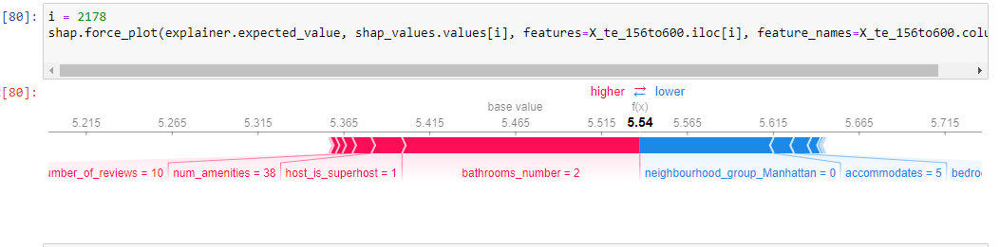 [80]: i = 2178
shap.force_plot(explainer.expected_value, shap_values.values[i], features=X_te_156to600.iloc[i], feature_names=X_te_156to600.colu
[80]:
higher ⇄ lower
base value f(x)
5.215 5.265 5.315 5.365 5.415 5.465 5.515 5.54 5.565 5.615 5.665 5.715
umber_of_reviews = 10 num_amenities = 38 host_is_superhost = 1 bathrooms_number = 2 neighbourhood_group_Manhattan = 0 accommodates = 5 bedro